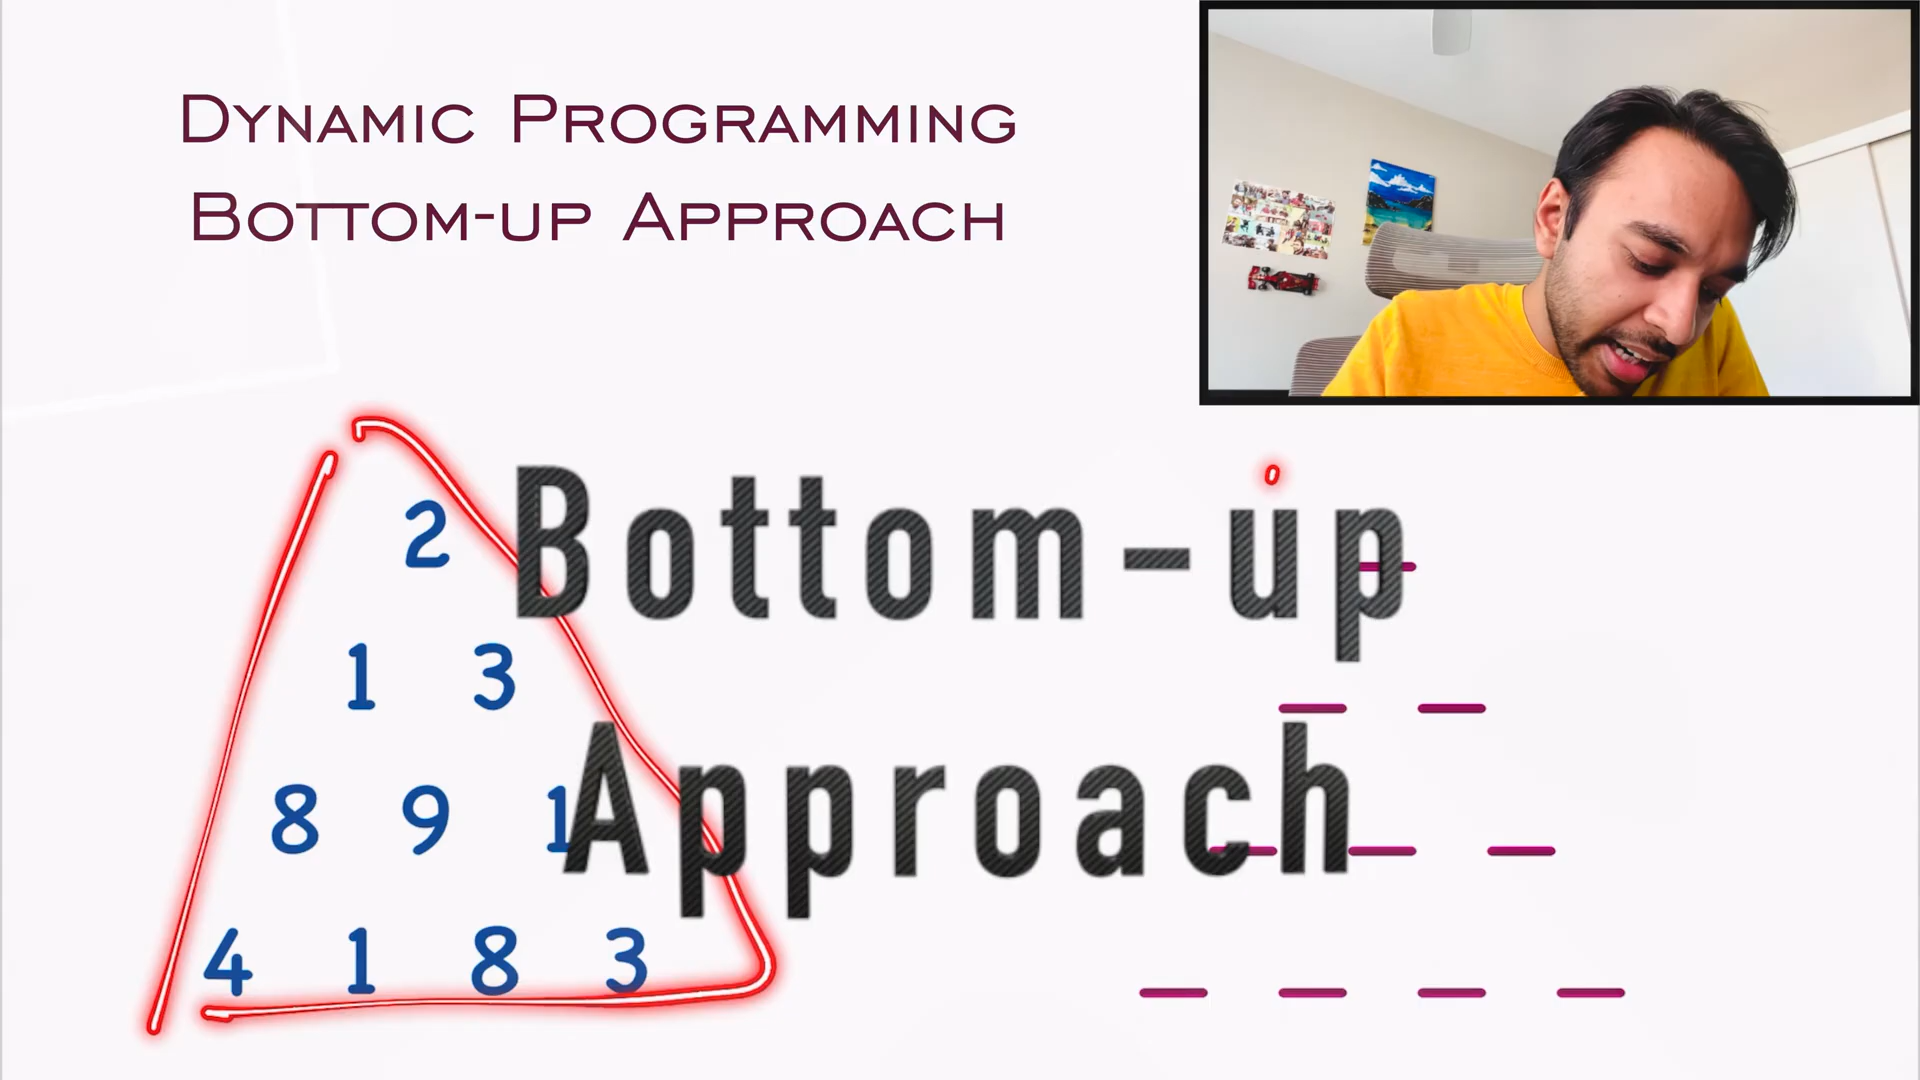 Dynamic Programming
Bottom-up Approach
Bottom-up
Approach
2
1 3
8 9 1
4 1 8 3